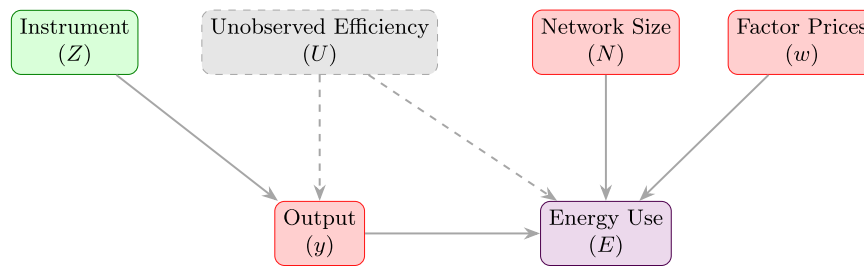 Instrument
(Z)
Unobserved Efficiency
(U)
Network Size
(N)
Factor Prices
(w)
Output
(y)
Energy Use
(E)